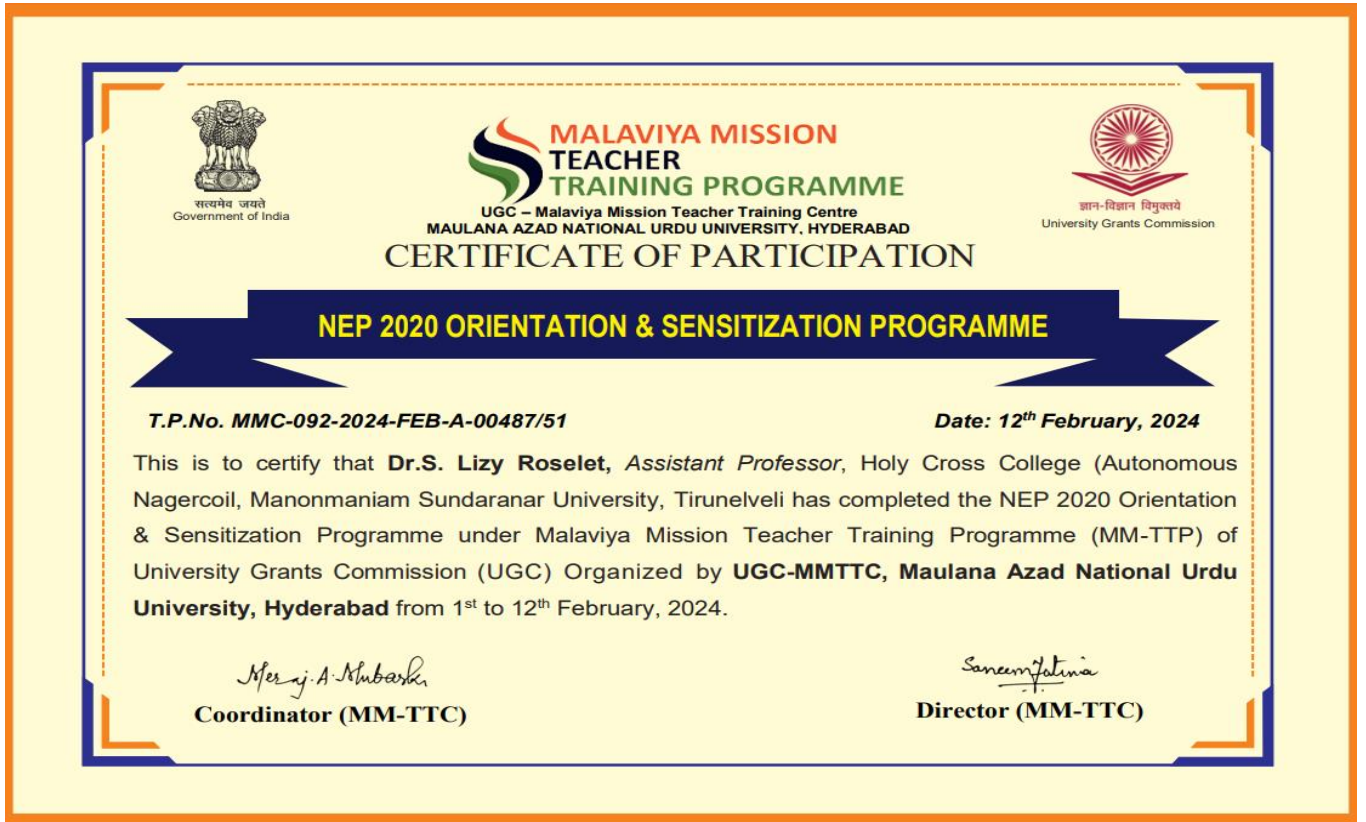 सत्यमेव जयते
Government of India
MALAVIYA MISSION
TEACHER
TRAINING PROGRAMME
UGC – Malaviya Mission Teacher Training Centre
MAULANA AZAD NATIONAL URDU UNIVERSITY, HYDERABAD
ज्ञान-विज्ञान विमुक्तये
University Grants Commission
CERTIFICATE OF PARTICIPATION
NEP 2020 ORIENTATION & SENSITIZATION PROGRAMME
T.P.No. MMC-092-2024-FEB-A-00487/51 Date: 12th February, 2024
This is to certify that Dr.S. Lizy Roselet, Assistant Professor, Holy Cross College (Autonomous
Nagercoil, Manonmaniam Sundaranar University, Tirunelveli has completed the NEP 2020 Orientation
& Sensitization Programme under Malaviya Mission Teacher Training Programme (MM-TTP) of
University Grants Commission (UGC) Organized by UGC-MMTTC, Maulana Azad National Urdu
University, Hyderabad from 1st to 12th February, 2024.
Meraj. A.
Coordinator (MM-TTC)
Director (MM-TTC)